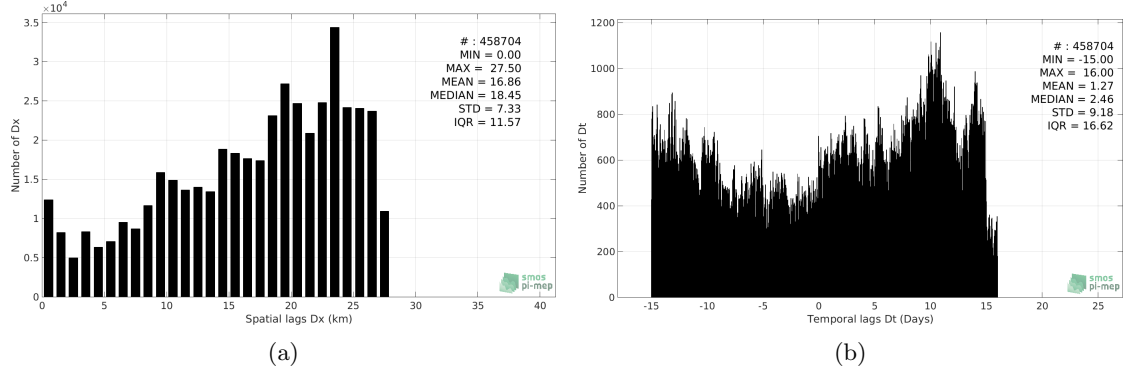 ×10⁴
3.5
3
2.5
2
1.5
1
0.5
0
Number of Dx
# : 458704
MIN = 0.00
MAX = 27.50
MEAN = 16.86
MEDIAN = 18.45
STD = 7.33
IQR = 11.57
smos
pi-mep
0 5 10 15 20 25 30 35 40
Spatial lags Dx (km)
(a)
1200
1000
800
600
400
200
0
Number of Dt
# : 458704
MIN = -15.00
MAX = 16.00
MEAN = 1.27
MEDIAN = 2.46
STD = 9.18
IQR = 16.62
smos
pi-mep
-15 -10 -5 0 5 10 15 20 25
Temporal lags Dt (Days)
(b)